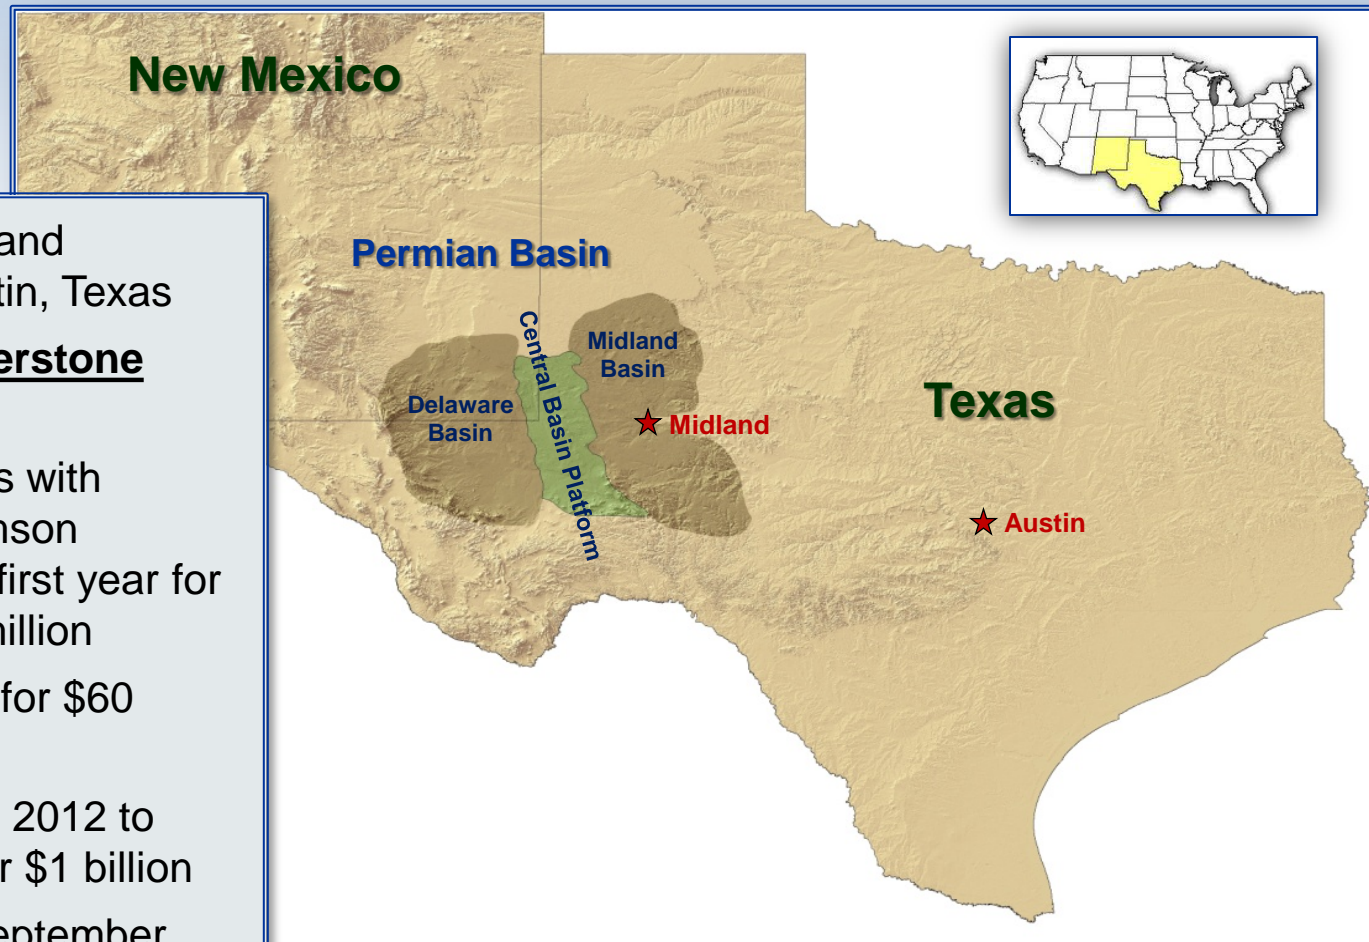 New Mexico
and
tin, Texas
erstone
s with
nson
first year for
nillion
for $60
2012 to
r $1 billion
eptember
Permian Basin
Delaware
Basin
Central Basin Platform
Midland
Basin
Midland
Texas
Austin